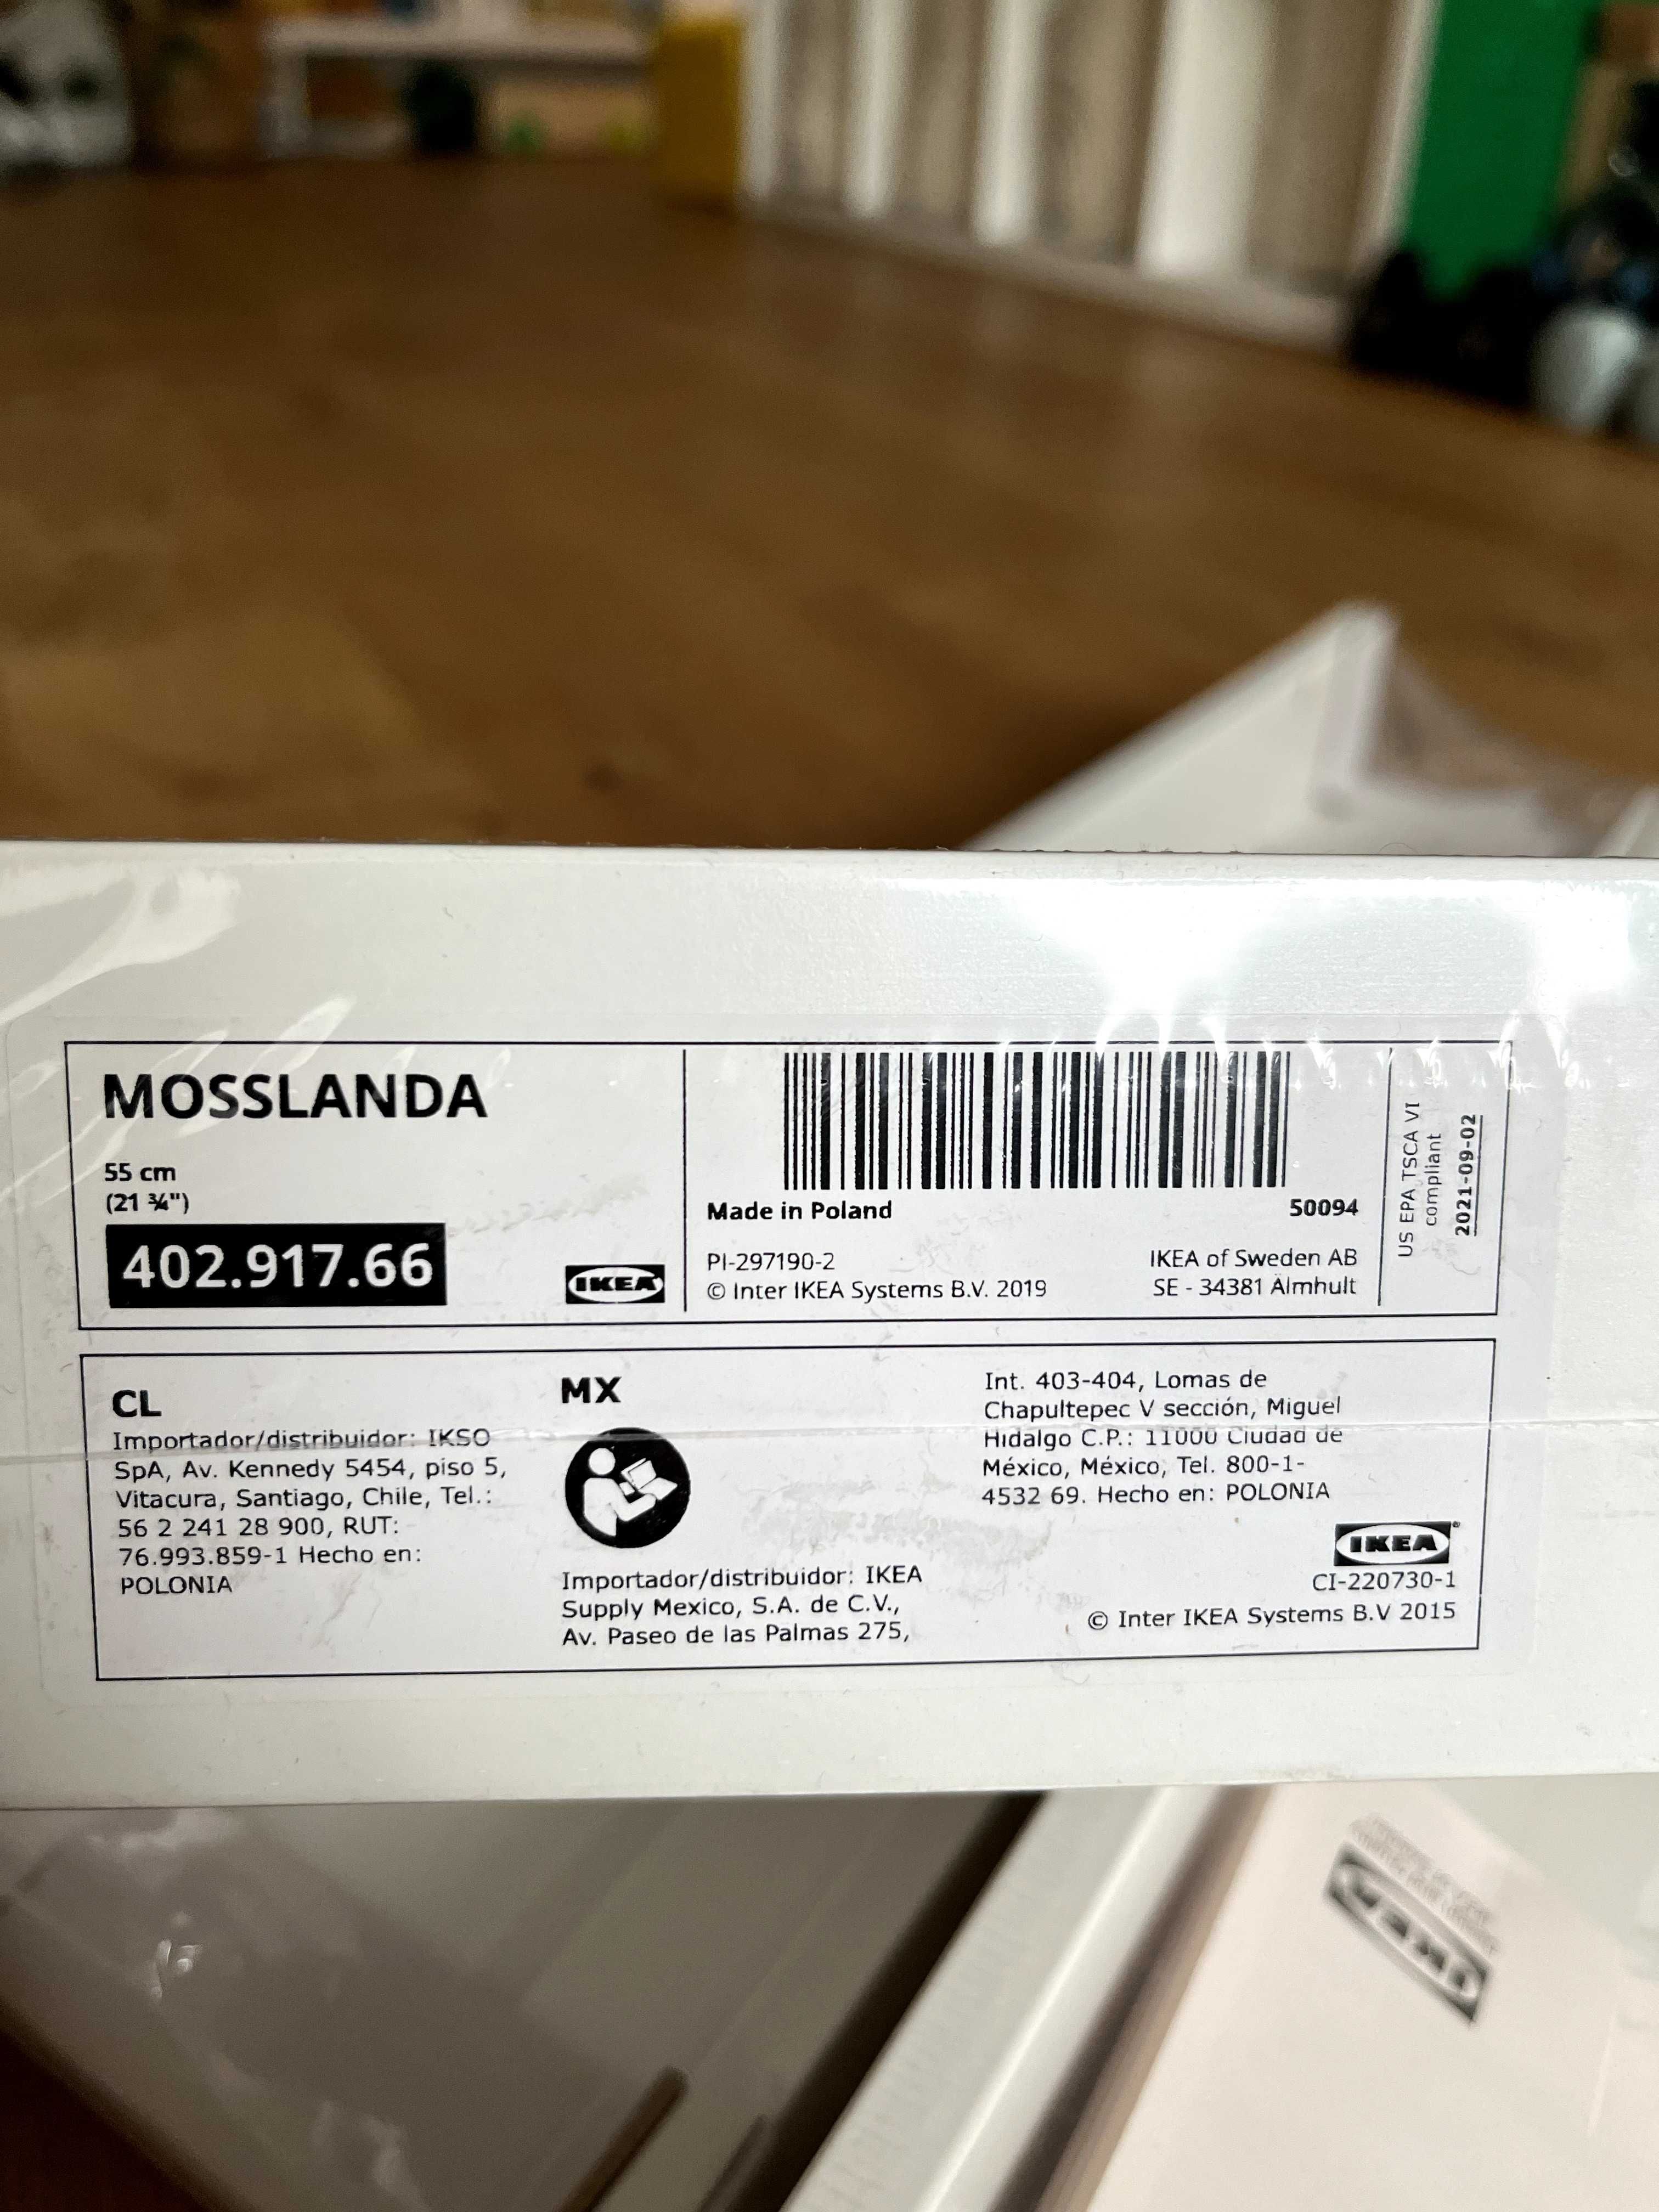 MOSSLANDA
55 cm
(21 ¾")
402.917.66
IKEA
Made in Poland
50094
PI-297190-2
© Inter IKEA Systems B.V. 2019
IKEA of Sweden AB
SE - 34381 Älmhult
US EPA TSCA VI
compliant
2021-09-02
CL
Importador/distribuidor: IKSO
SpA, Av. Kennedy 5454, piso 5,
Vitacura, Santiago, Chile, Tel.:
56 2 241 28 900, RUT:
76.993.859-1 Hecho en:
POLONIA
MX
Importador/distribuidor: IKEA
Supply Mexico, S.A. de C.V.,
Av. Paseo de las Palmas 275,
Int. 403-404, Lomas de
Chapultepec V sección, Miguel
Hidalgo C.P.: 11000 Ciudad de
México, México, Tel. 800-1-
4532 69. Hecho en: POLONIA
IKEA®
CI-220730-1
© Inter IKEA Systems B.V 2015
IKEA